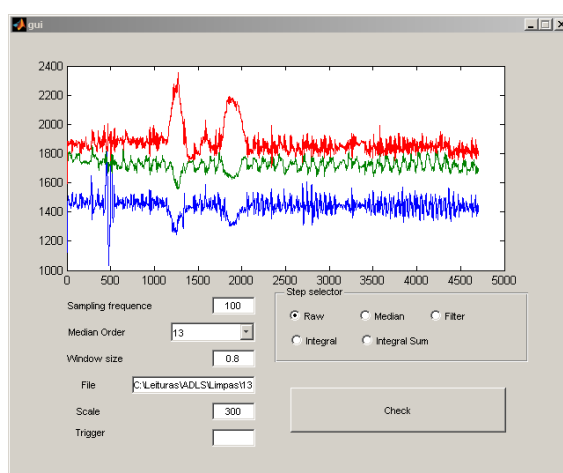 gui
2400
2200
2000
1800
1600
1400
1200
1000
0 500 1000 1500 2000 2500 3000 3500 4000 4500 5000
Sampling frequence 100
Median Order 13
Window size 0.8
File C:\Leituras\ADLS\Limpas\13
Scale 300
Trigger
Step selector
Raw Median Filter
Integral Integral Sum
Check